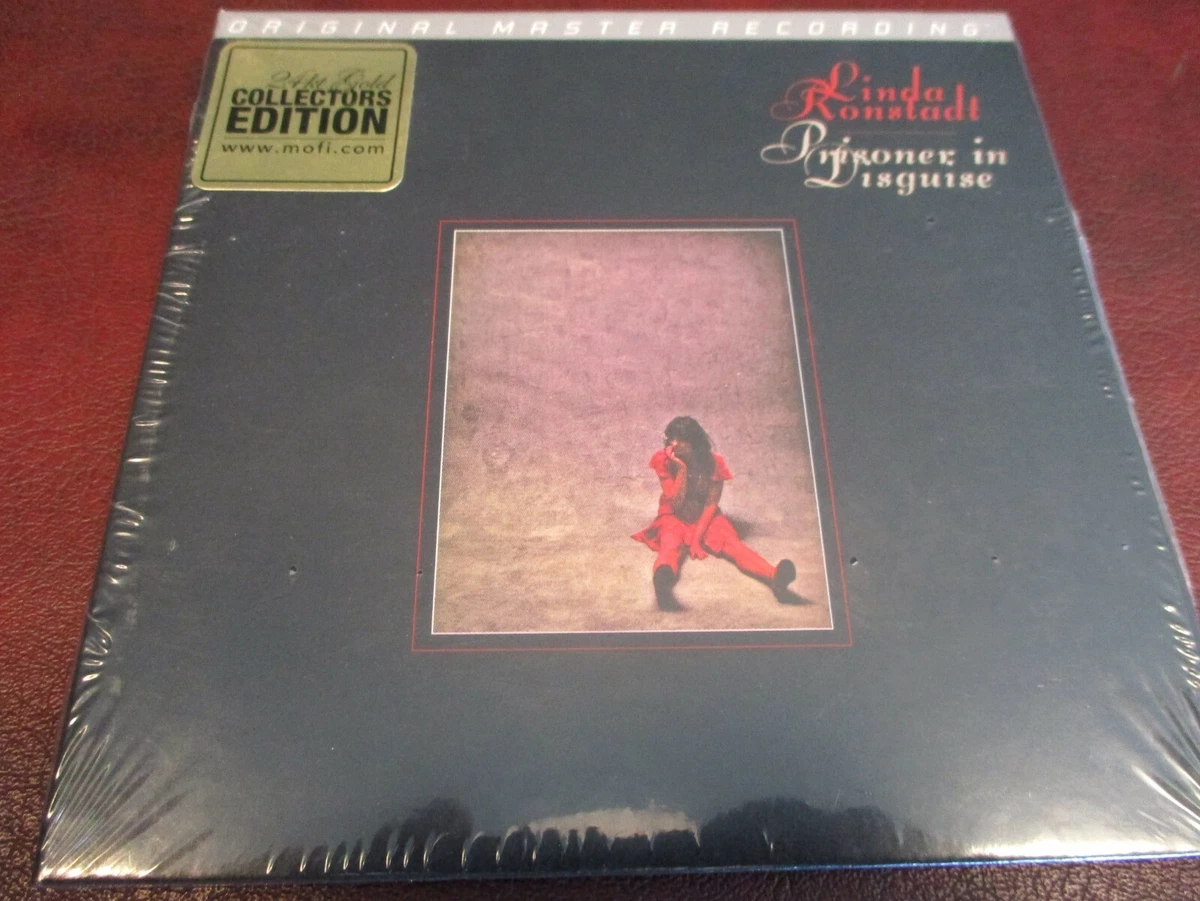 ORIGINAL MASTER RECORDING
24kt Gold
COLLECTORS
EDITION
www.mofi.com
Linda
Ronstadt
Prisoner in
Disguise